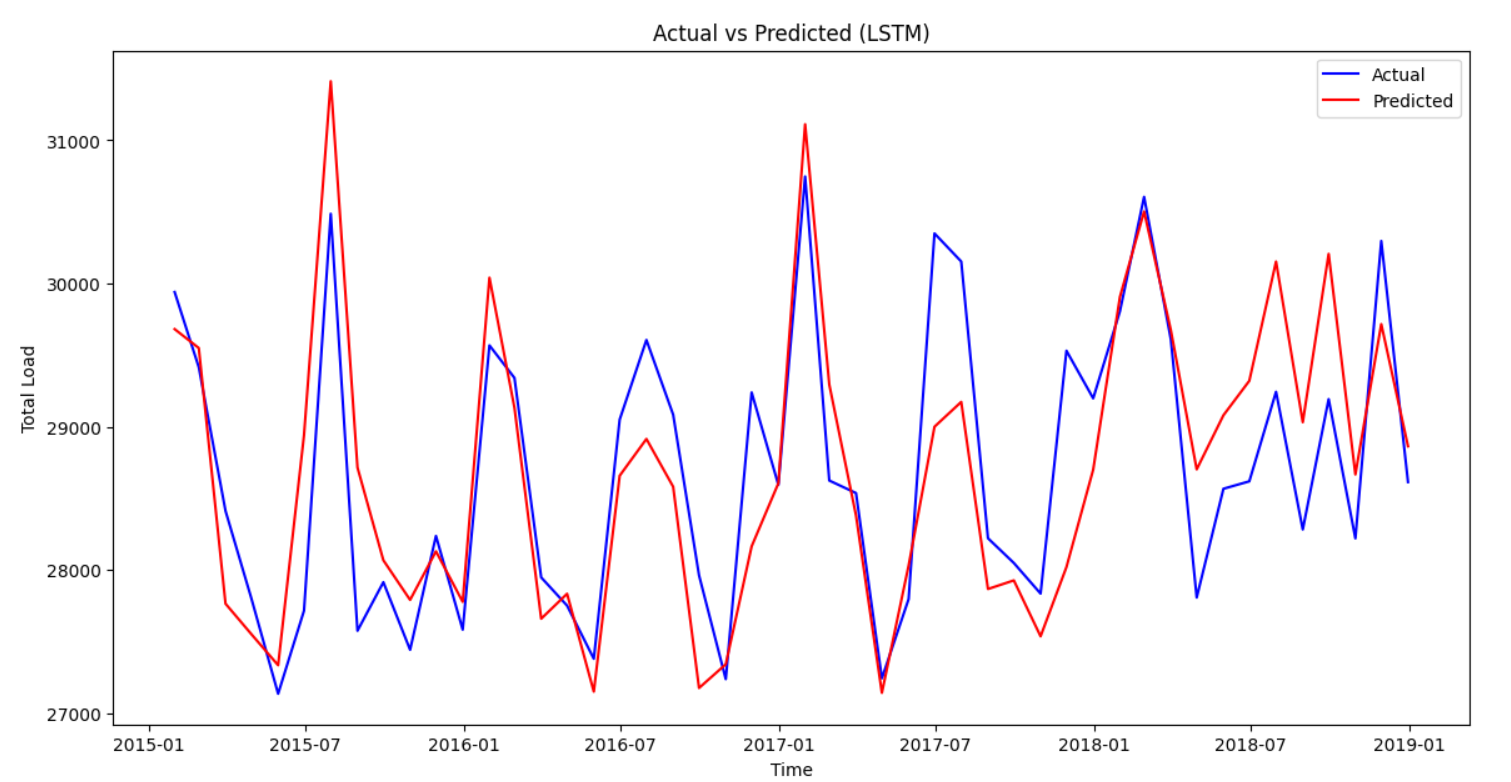 Actual vs Predicted (LSTM)
Actual
Predicted
31000
30000
29000
28000
27000
Total Load
2015-01 2015-07 2016-01 2016-07 2017-01 2017-07 2018-01 2018-07 2019-01
Time